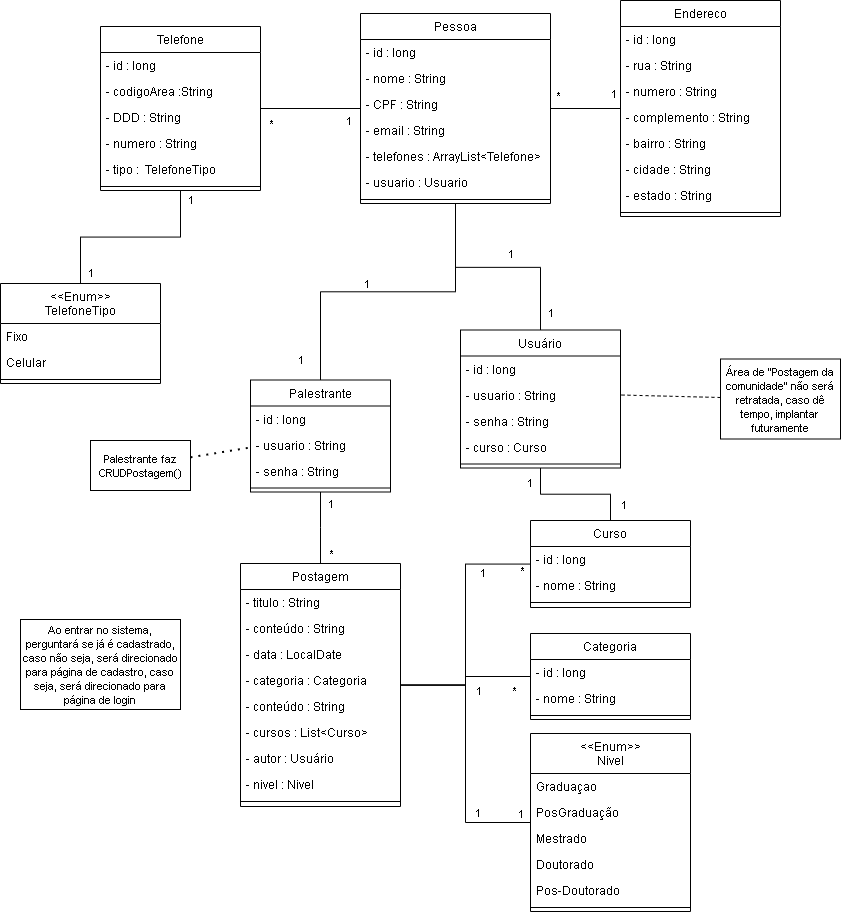 Telefone
- id : long
- codigoArea :String
- DDD : String
- numero : String
- tipo :  TelefoneTipo
Pessoa
- id : long
- nome : String
- CPF : String
- email : String
- telefones : ArrayList<Telefone>
- usuario : Usuario
Endereco
- id : long
- rua : String
- numero : String
- complemento : String
- bairro : String
- cidade : String
- estado : String
*
1
*
1
1
1
<<Enum>>
TelefoneTipo
Fixo
Celular
1
1
1
1
Palestrante
- id : long
- usuario : String
- senha : String
Usuário
- id : long
- usuario : String
- senha : String
- curso : Curso
Área de "Postagem da
comunidade" não será
retratada, caso dê
tempo, implantar
futuramente
Palestrante faz
CRUDPostagem()
1
*
1
1
Postagem
- titulo : String
- conteúdo : String
- data : LocalDate
- categoria : Categoria
- conteúdo : String
- cursos : List<Curso>
- autor : Usuário
- nivel : Nivel
Curso
- id : long
- nome : String
1
*
Ao entrar no sistema,
perguntará se já é cadastrado,
caso não seja, será direcionado
para página de cadastro, caso
seja, será direcionado para
página de login
Categoria
- id : long
- nome : String
1
*
<<Enum>>
Nivel
Graduaçao
PosGraduação
Mestrado
Doutorado
Pos-Doutorado
1
1